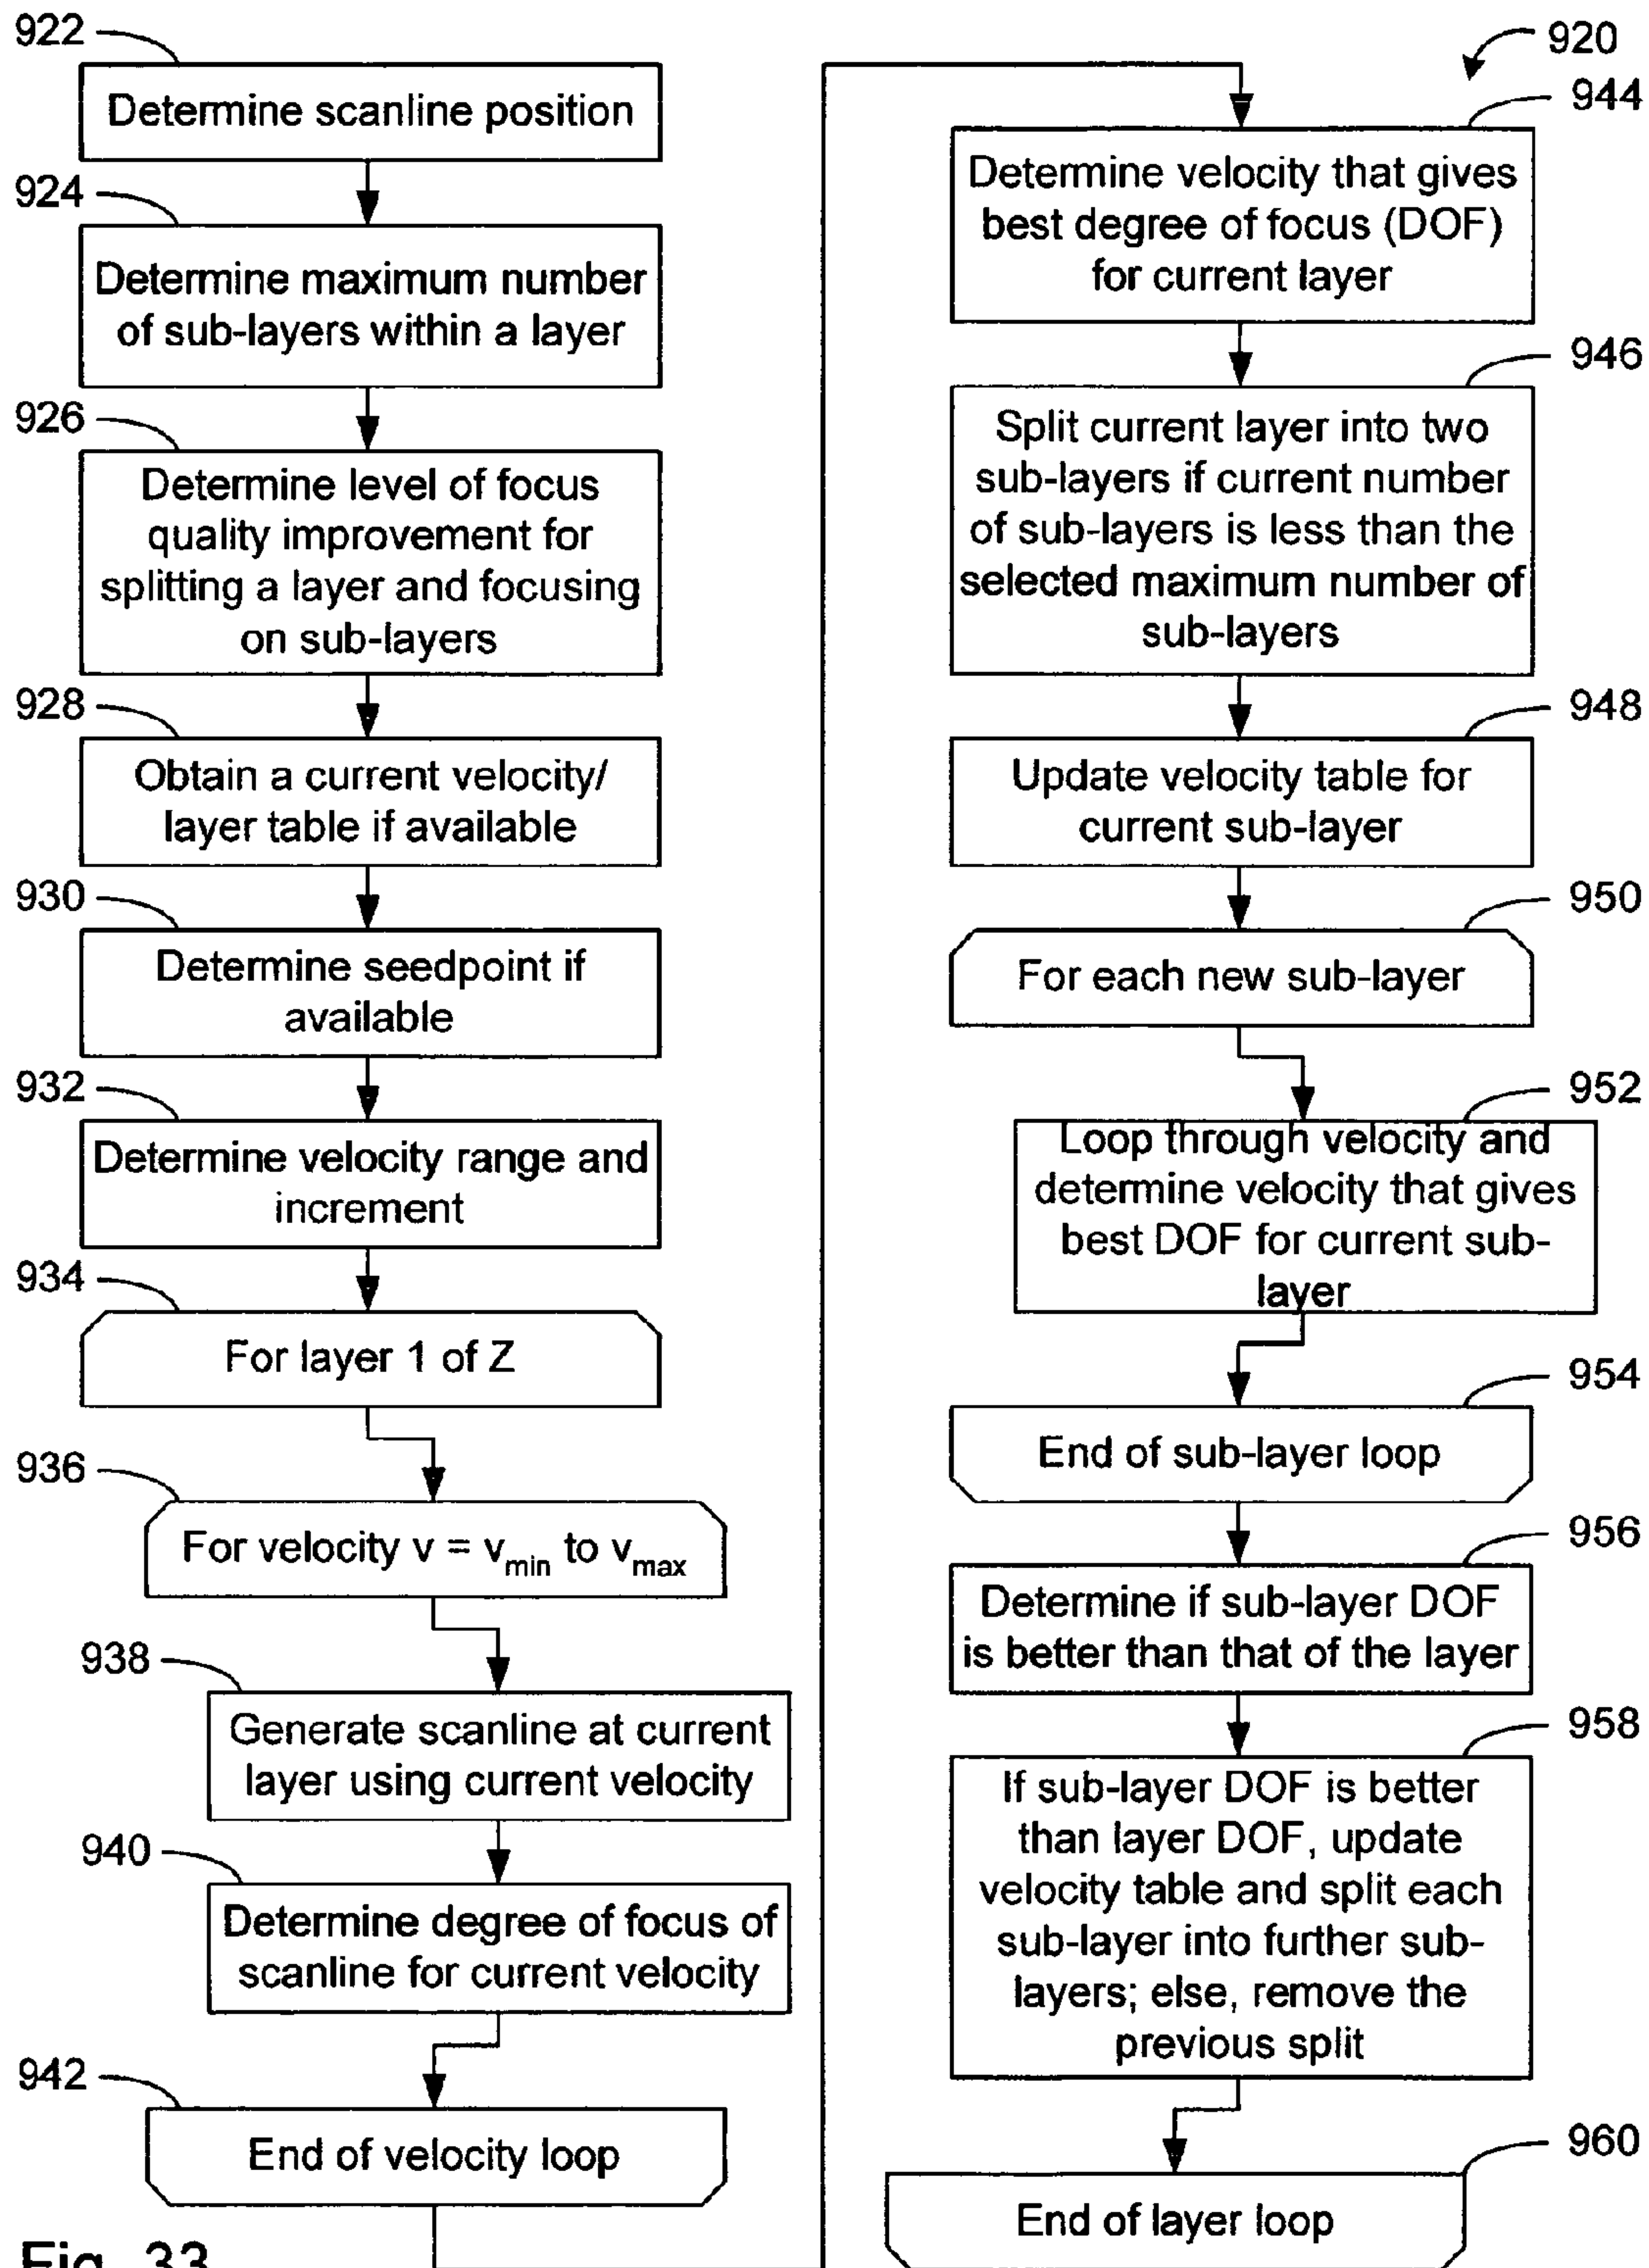 922
Determine scanline position
924
Determine maximum number
of sub-layers within a layer
926
Determine level of focus
quality improvement for
splitting a layer and focusing
on sub-layers
928
Obtain a current velocity/
layer table if available
930
Determine seedpoint if
available
932
Determine velocity range and
increment
934
For layer 1 of Z
936
For velocity v = vmin to vmax
938
Generate scanline at current
layer using current velocity
940
Determine degree of focus of
scanline for current velocity
942
End of velocity loop
Fig. 33
920
944
Determine velocity that gives
best degree of focus (DOF)
for current layer
946
Split current layer into two
sub-layers if current number
of sub-layers is less than the
selected maximum number of
sub-layers
948
Update velocity table for
current sub-layer
950
For each new sub-layer
952
Loop through velocity and
determine velocity that gives
best DOF for current sub-
layer
954
End of sub-layer loop
956
Determine if sub-layer DOF
is better than that of the layer
958
If sub-layer DOF is better
than layer DOF, update
velocity table and split each
sub-layer into further sub-
layers; else, remove the
previous split
960
End of layer loop